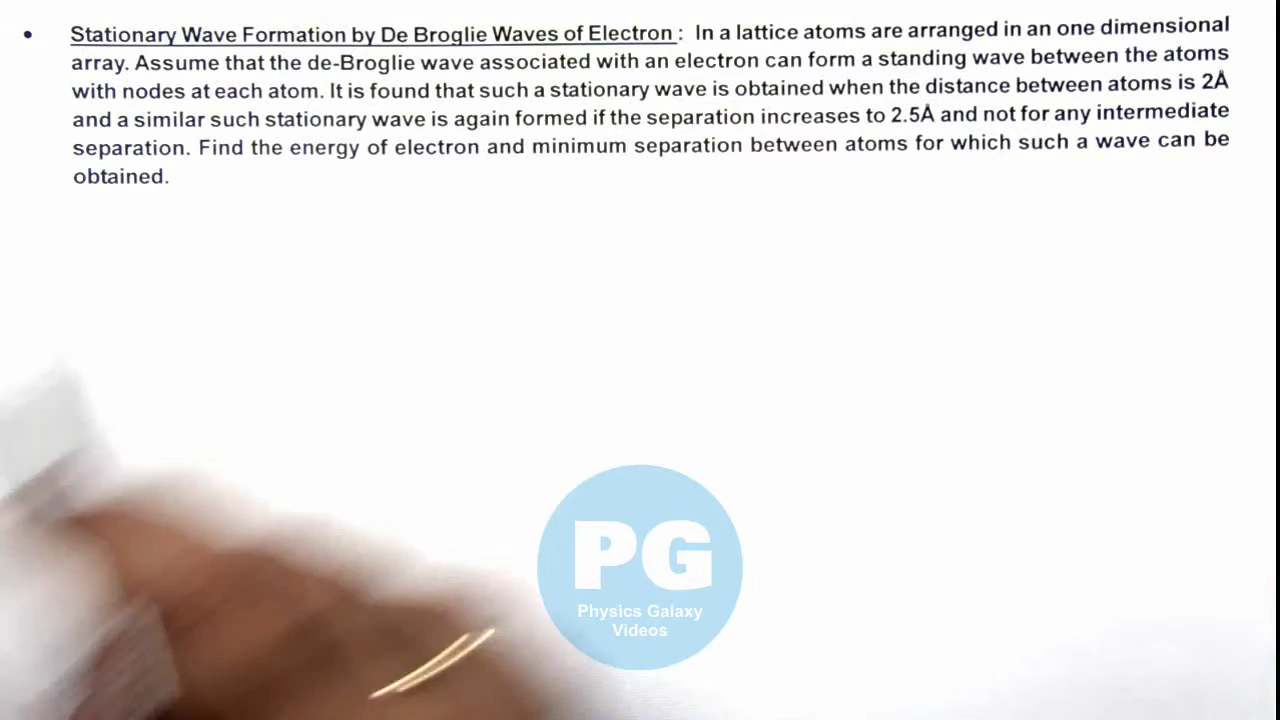 • Stationary Wave Formation by De Broglie Waves of Electron : In a lattice atoms are arranged in an one dimensional
array. Assume that the de-Broglie wave associated with an electron can form a standing wave between the atoms
with nodes at each atom. It is found that such a stationary wave is obtained when the distance between atoms is 2Å
and a similar such stationary wave is again formed if the separation increases to 2.5Å and not for any intermediate
separation. Find the energy of electron and minimum separation between atoms for which such a wave can be
obtained.
PG
Physics Galaxy
Videos